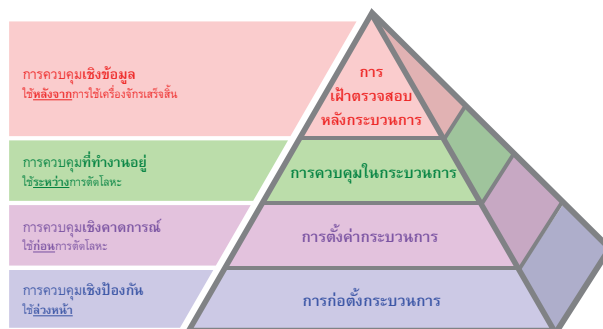 การควบคุมเชิงข้อมูล
ใช้หลังจากการใช้เครื่องจักรเสร็จสิ้น
การ
เฝ้าตรวจสอบ
หลังกระบวนการ
การควบคุมที่ทำงานอยู่
ใช้ระหว่างการตัดโลหะ
การควบคุมในกระบวนการ
การควบคุมเชิงคาดการณ์
ใช้ก่อนการตัดโลหะ
การตั้งค่ากระบวนการ
การควบคุมเชิงป้องกัน
ใช้ล่วงหน้า
การก่อตั้งกระบวนการ